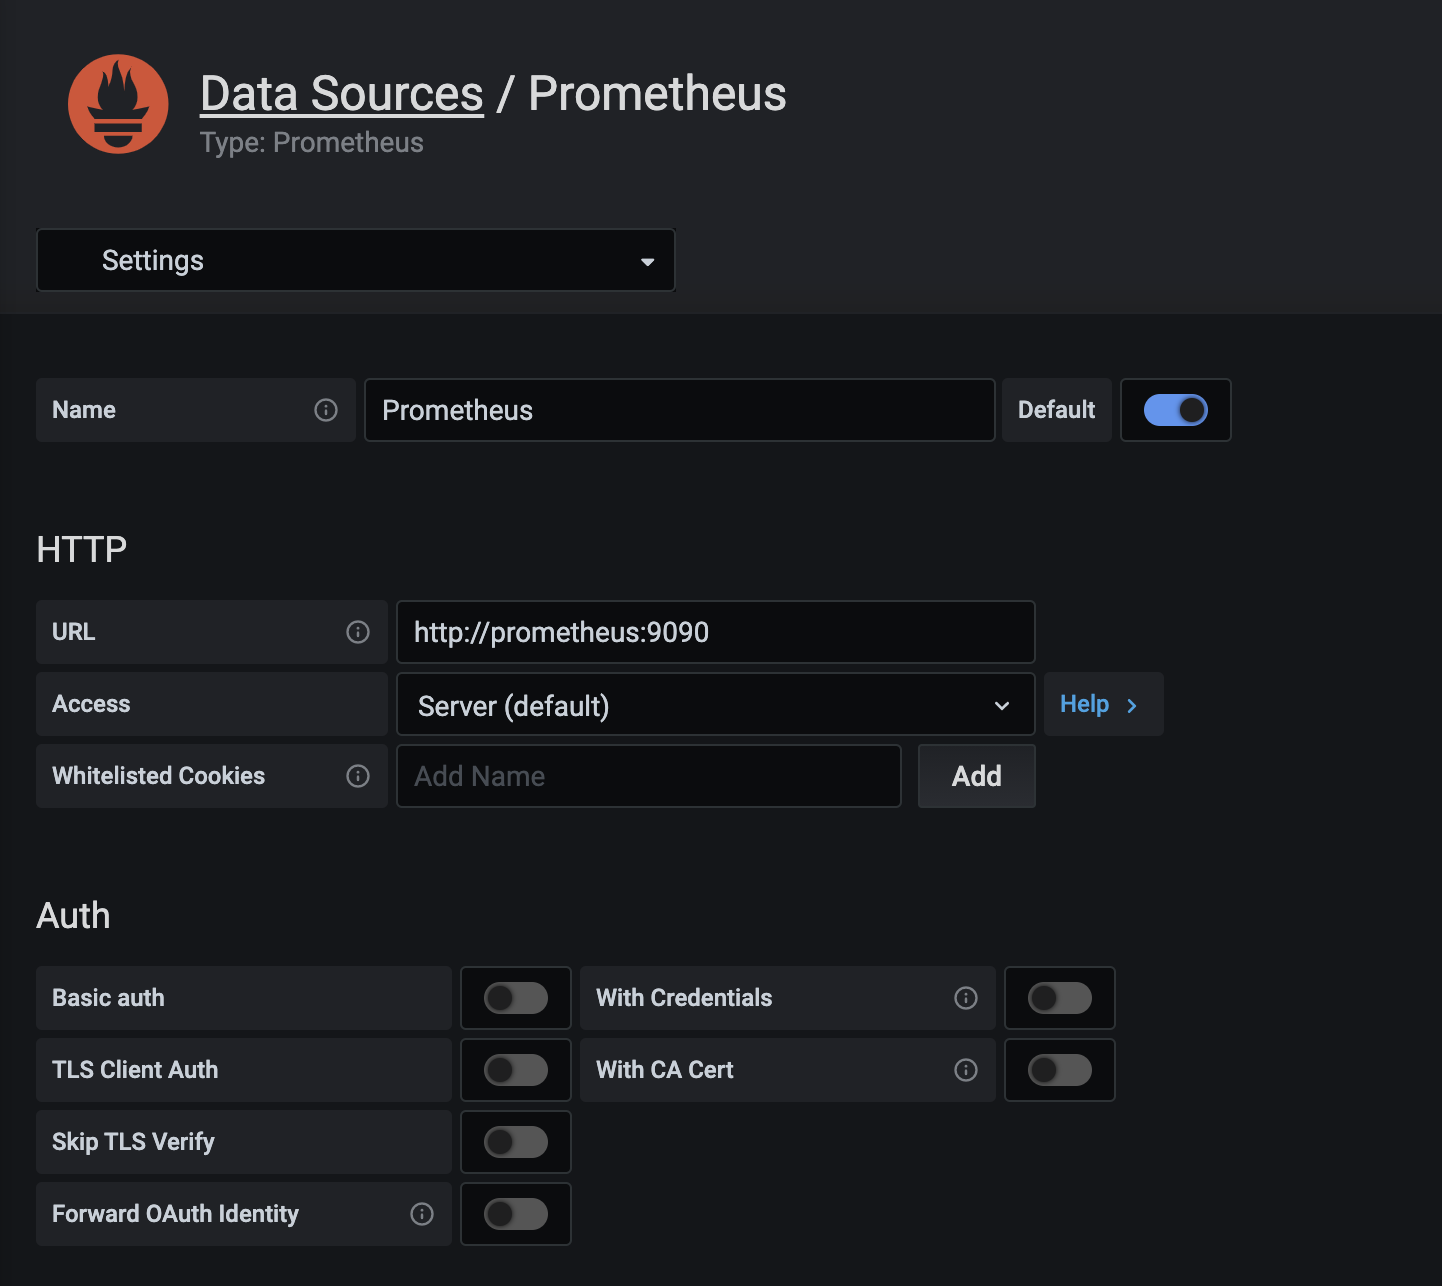 Data Sources / Prometheus
Type: Prometheus
Settings
Name
Prometheus
Default
HTTP
URL
http://prometheus:9090
Access
Server (default)
Help
Whitelisted Cookies
Add Name
Add
Auth
Basic auth
With Credentials
TLS Client Auth
With CA Cert
Skip TLS Verify
Forward OAuth Identity